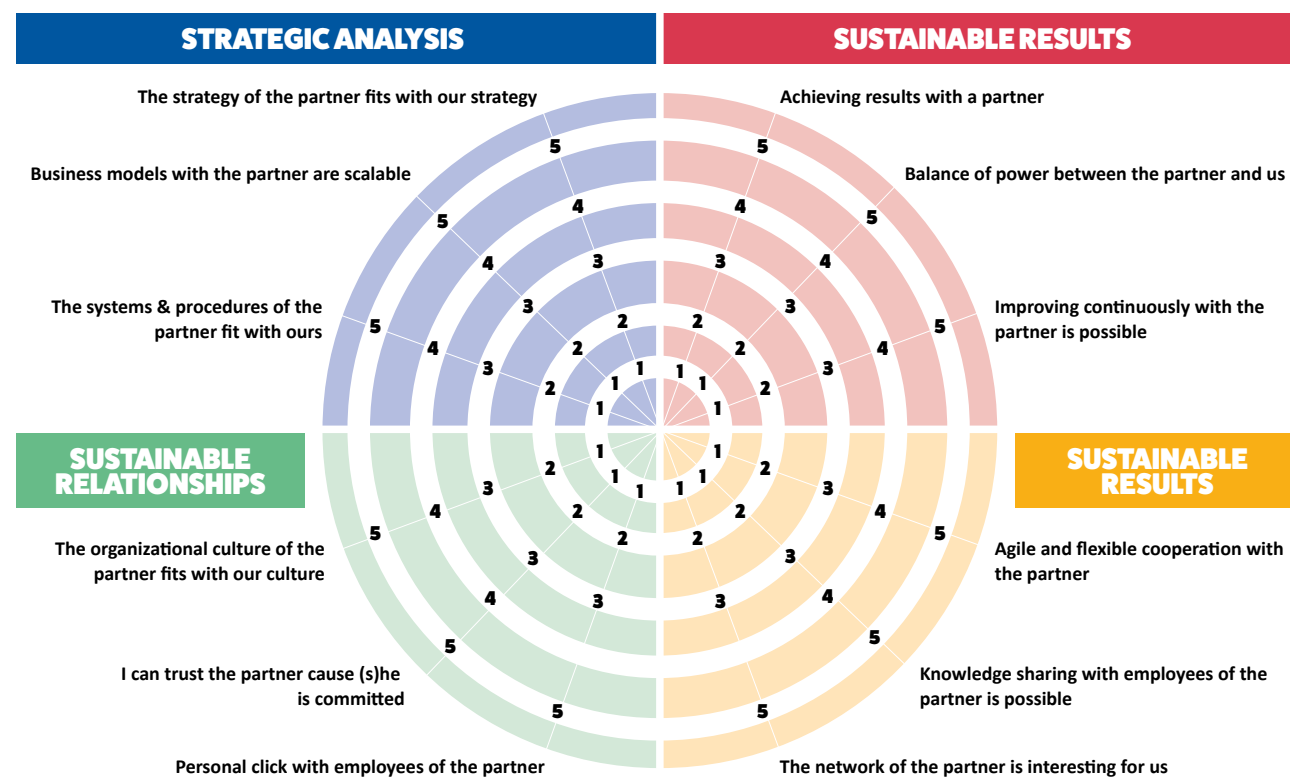 STRATEGIC ANALYSIS
SUSTAINABLE RESULTS
The strategy of the partner fits with our strategy
Achieving results with a partner
5 5
Business models with the partner are scalable
Balance of power between the partner and us
4 4
5 5
4 3 3 4
The systems & procedures of the
partner fit with ours
3 3
Improving continuously with the
partner is possible
5 2 2 5
4 2 2 4
3 1 1 3
2 1 1 2
1 1
SUSTAINABLE
RELATIONSHIPS
1 1
SUSTAINABLE
RESULTS
2 1 1 2
3 1 1 3
4 2 2 4
5 2 2 5
The organizational culture of the
partner fits with our culture
3 3
Agile and flexible cooperation with
the partner
4 3 3 4
5 5
I can trust the partner cause (s)he
is committed
Knowledge sharing with employees of the
partner is possible
5 5
Personal click with employees of the partner
The network of the partner is interesting for us